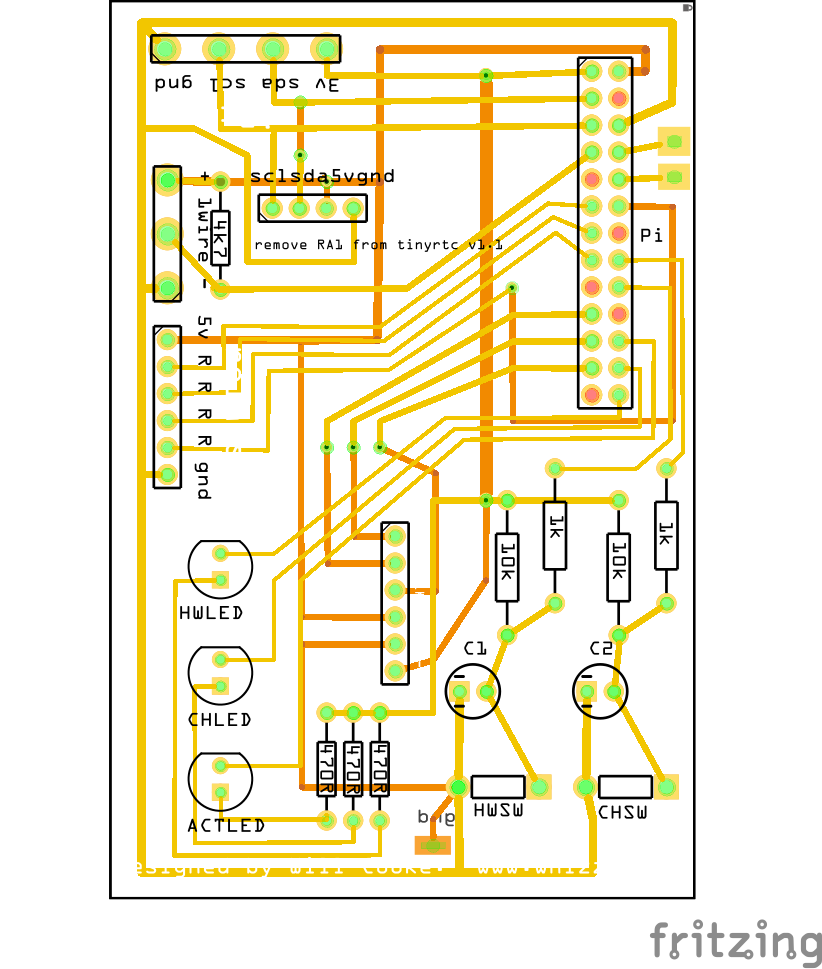 gnd scl sda 3v
+
sclsda5vgnd
1wire
4k7
remove RA1 from tinyrtc v1.1
Pi
-
5v
R
R
R
R
gnd
1k
1k
10k
10k
HWLED
C1
C2
CHLED
470R
470R
470R
HWSW
CHSW
ACTLED
gnd
esigned by Will Cooke. www.whizz
fritzing